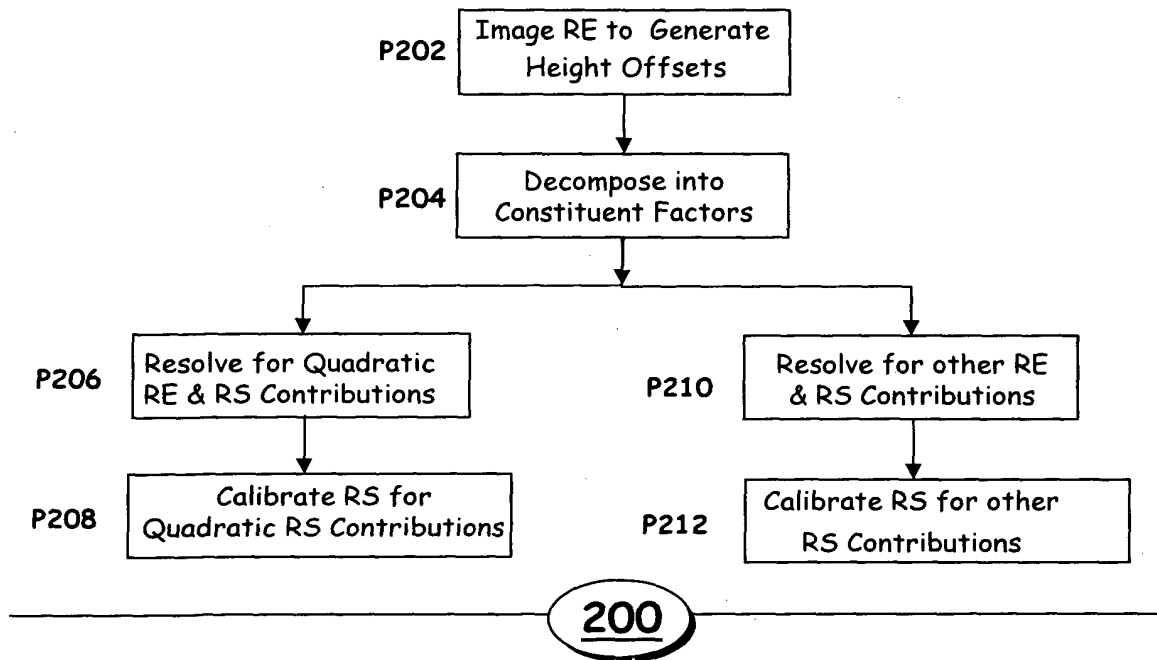 P202
Image RE to Generate
Height Offsets
P204
Decompose into
Constituent Factors
P206
Resolve for Quadratic
RE & RS Contributions
P210
Resolve for other RE
& RS Contributions
P208
Calibrate RS for
Quadratic RS Contributions
P212
Calibrate RS for other
RS Contributions
200